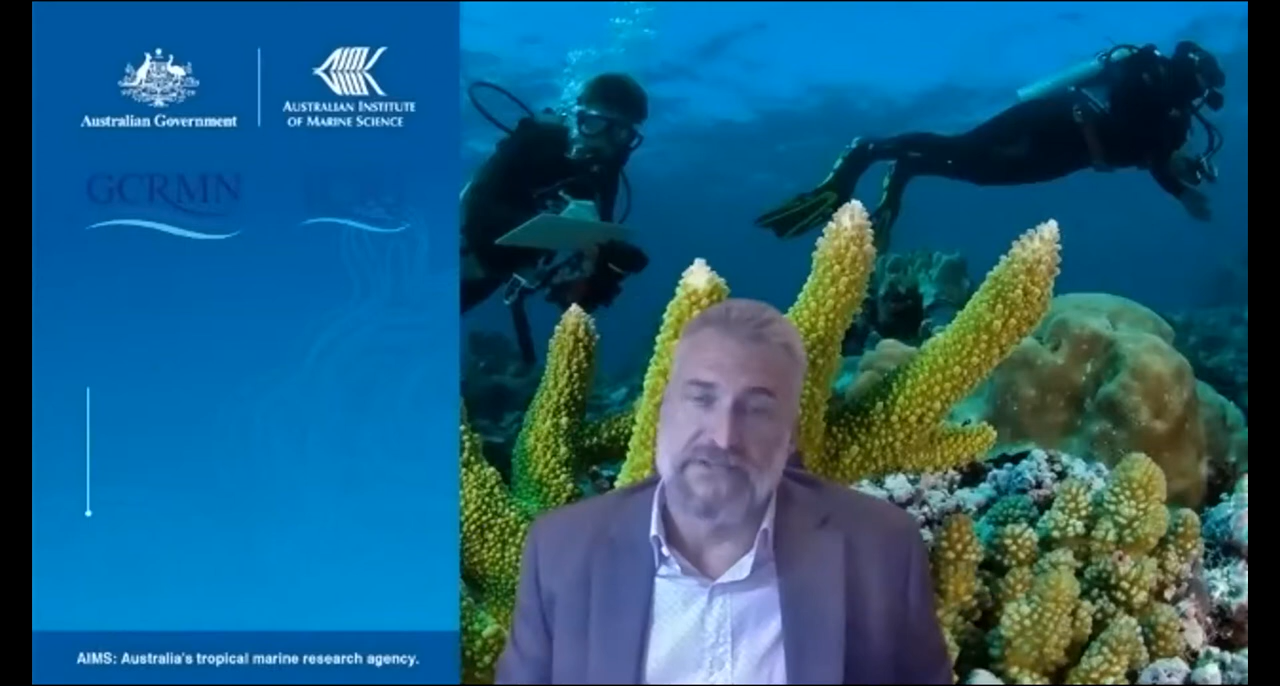 Australian Government
AUSTRALIAN INSTITUTE
OF MARINE SCIENCE
GCRMN
AIMS: Australia's tropical marine research agency.